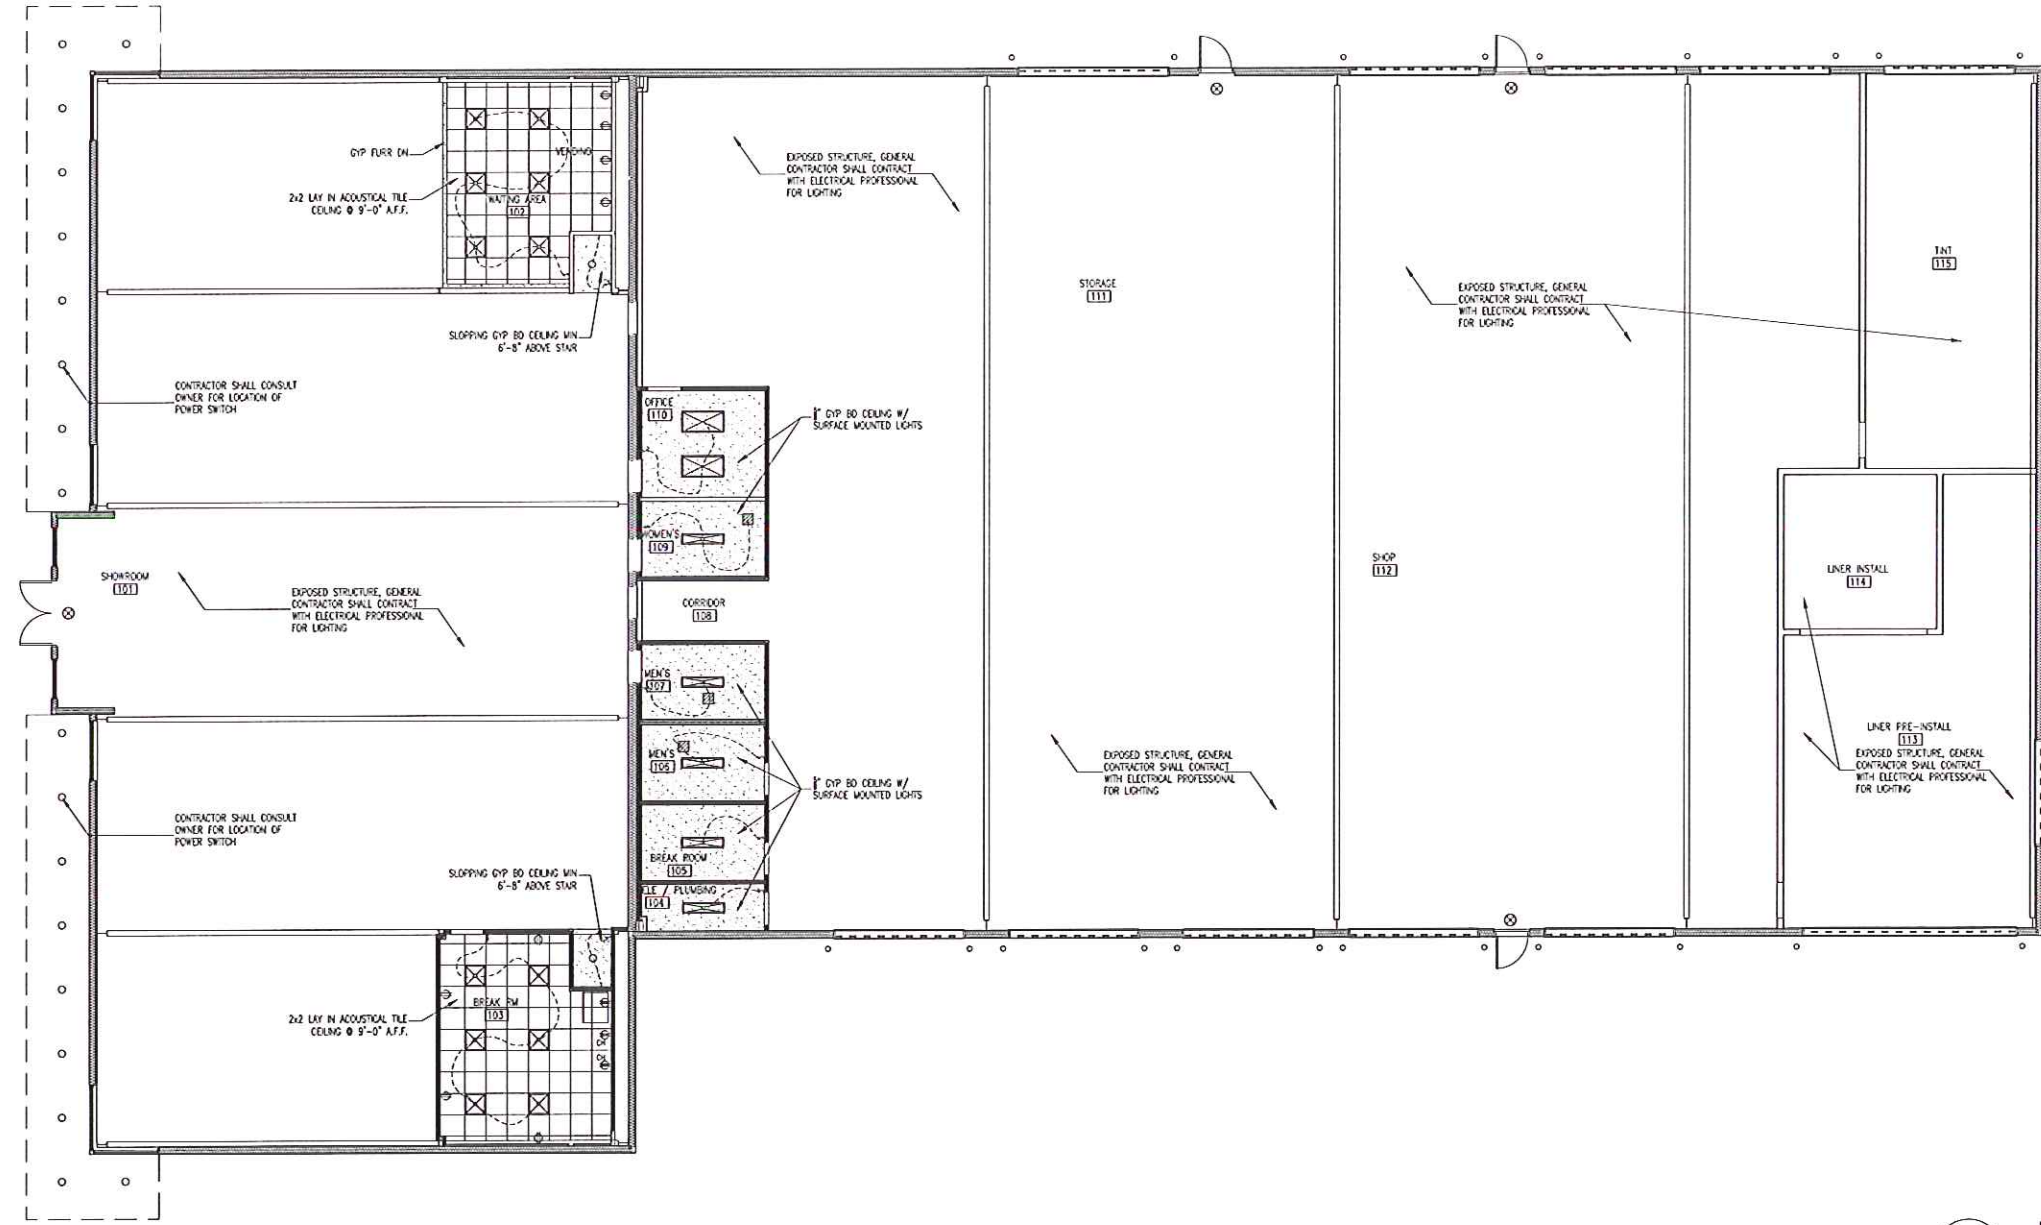 GYP FURR DN
2x2 LAY IN ACOUSTICAL TILE
CEILING @ 9'-0" A.F.F.
VENDING
WAITING AREA
102
SLOPPING GYP BD CEILING MIN
6'-8" ABOVE STAIR
CONTRACTOR SHALL CONSULT
OWNER FOR LOCATION OF
POWER SWITCH
SHOWROOM
101
EXPOSED STRUCTURE, GENERAL
CONTRACTOR SHALL CONTRACT
WITH ELECTRICAL PROFESSIONAL
FOR LIGHTING
CONTRACTOR SHALL CONSULT
OWNER FOR LOCATION OF
POWER SWITCH
SLOPPING GYP BD CEILING MIN
6'-8" ABOVE STAIR
2x2 LAY IN ACOUSTICAL TILE
CEILING @ 9'-0" A.F.F.
BREAK RM
103
EXPOSED STRUCTURE, GENERAL
CONTRACTOR SHALL CONTRACT
WITH ELECTRICAL PROFESSIONAL
FOR LIGHTING
OFFICE
110
GYP BD CEILING W/
SURFACE MOUNTED LIGHTS
WOMEN'S
109
CORRIDOR
108
MEN'S
107
MEN'S
106
GYP BD CEILING W/
SURFACE MOUNTED LIGHTS
BREAK ROOM
105
ELE / PLUMBING
104
STORAGE
111
EXPOSED STRUCTURE, GENERAL
CONTRACTOR SHALL CONTRACT
WITH ELECTRICAL PROFESSIONAL
FOR LIGHTING
EXPOSED STRUCTURE, GENERAL
CONTRACTOR SHALL CONTRACT
WITH ELECTRICAL PROFESSIONAL
FOR LIGHTING
SHOP
112
TINT
115
LINER INSTALL
114
LINER PRE-INSTALL
113
EXPOSED STRUCTURE, GENERAL
CONTRACTOR SHALL CONTRACT
WITH ELECTRICAL PROFESSIONAL
FOR LIGHTING